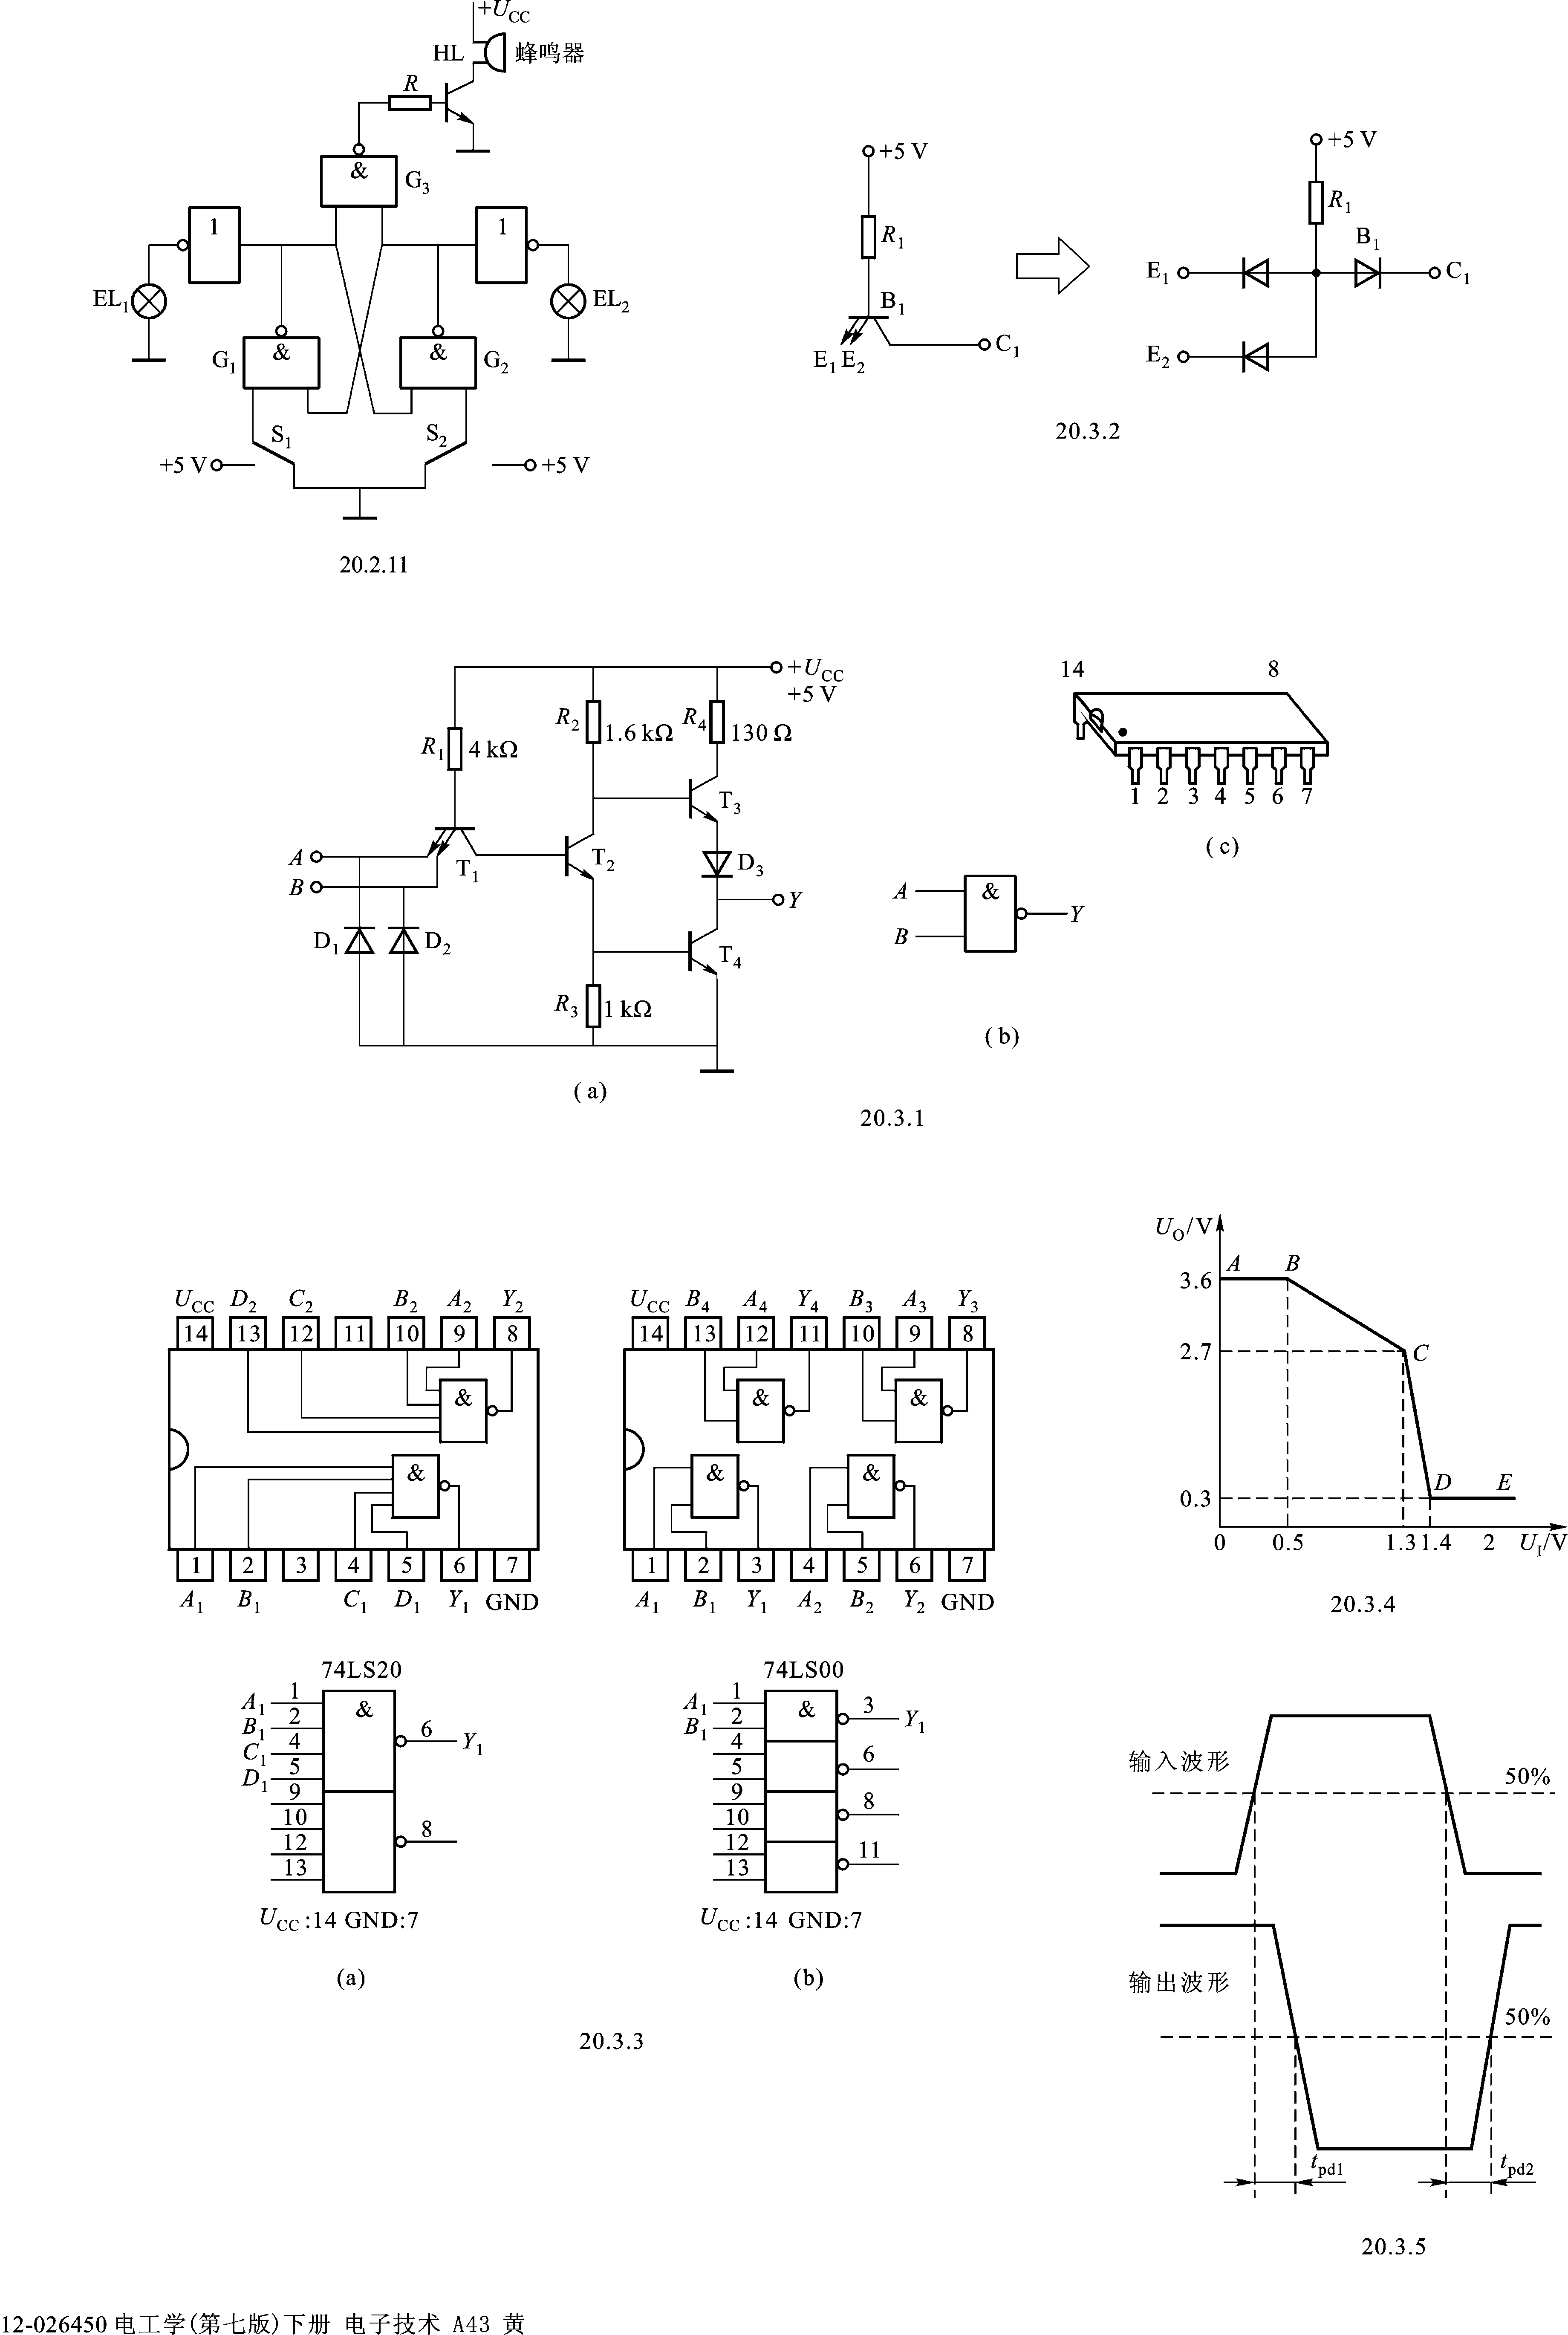 +U_CC
HL 蜂鸣器
R
&
G₃
1
1
EL₁
EL₂
G₁ &
& G₂
S₁
S₂
+5 V
+5 V
20.2.11
+5 V
R₁
B₁
E₁ E₂
C₁
+5 V
R₁
B₁
E₁
C₁
E₂
20.3.2
+U_CC
+5 V
R₁ 4 kΩ
R₂ 1.6 kΩ
R₄ 130 Ω
T₃
A
B
T₁
T₂
D₃
Y
D₁
D₂
T₄
R₃ 1 kΩ
(a)
A
B
&
Y
(b)
14 8
1 2 3 4 5 6 7
(c)
20.3.1
U_CC D₂ C₂ B₂ A₂ Y₂
14 13 12 11 10 9 8
&
&
1 2 3 4 5 6 7
A₁ B₁ C₁ D₁ Y₁ GND
74LS20
A₁ 1 &
B₁ 2
6 Y₁
C₁ 4
D₁ 5
9
10
8
12
13
U_CC:14 GND:7
(a)
U_CC B₄ A₄ Y₄ B₃ A₃ Y₃
14 13 12 11 10 9 8
& &
& &
1 2 3 4 5 6 7
A₁ B₁ Y₁ A₂ B₂ Y₂ GND
74LS00
A₁ 1 & 3 Y₁
B₁ 2
4
6
5
9
8
10
12
11
13
U_CC:14 GND:7
(b)
20.3.3
U_O/V
A B
3.6
2.7 C
D E
0.3
0 0.5 1.3 1.4 2 U_I/V
20.3.4
输入波形
50%
输出波形
50%
t_pd1
t_pd2
20.3.5
12-026450 电工学(第七版)下册 电子技术 A43 黄